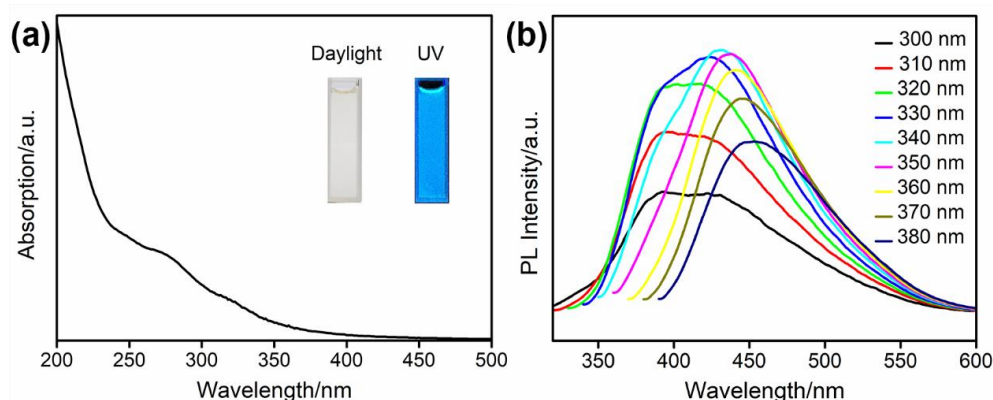 (a)
Daylight UV
Absorption/a.u.
200 250 300 350 400 450 500
Wavelength/nm
(b)
300 nm
310 nm
320 nm
330 nm
340 nm
350 nm
360 nm
370 nm
380 nm
PL Intensity/a.u.
350 400 450 500 550 600
Wavelength/nm